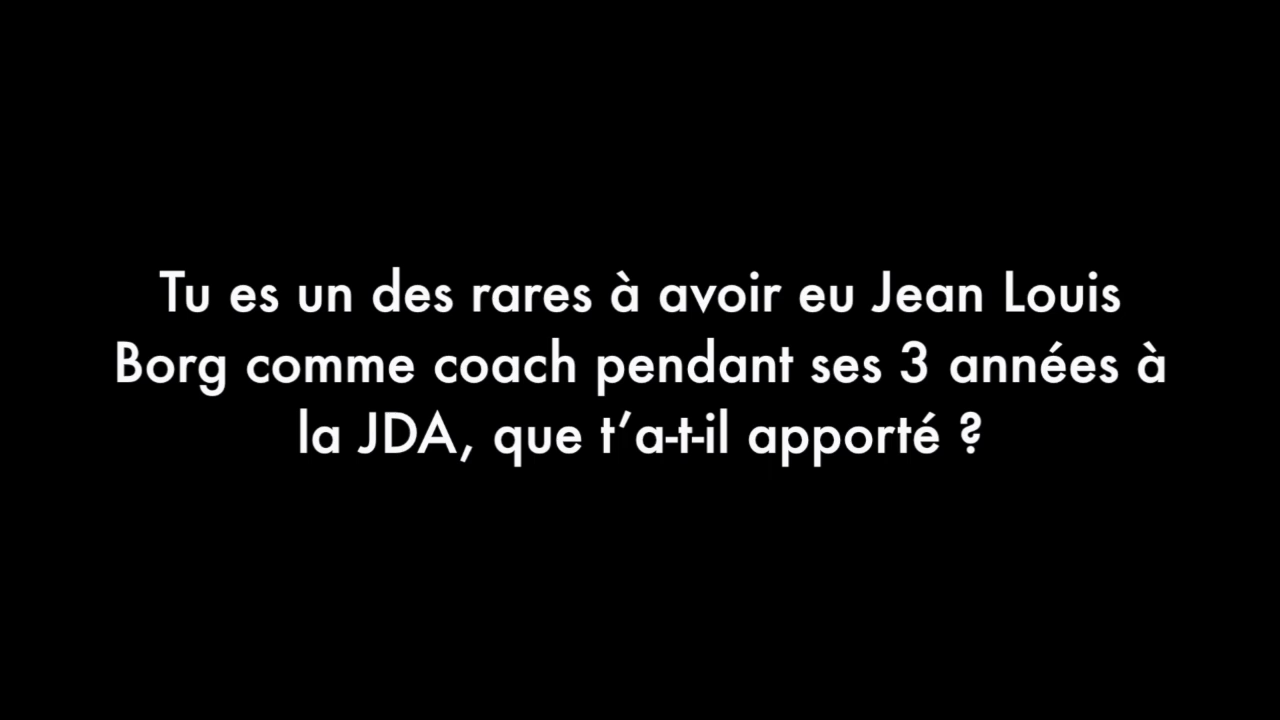 Tu es un des rares à avoir eu Jean Louis
Borg comme coach pendant ses 3 années à
la JDA, que t’a-t-il apporté ?